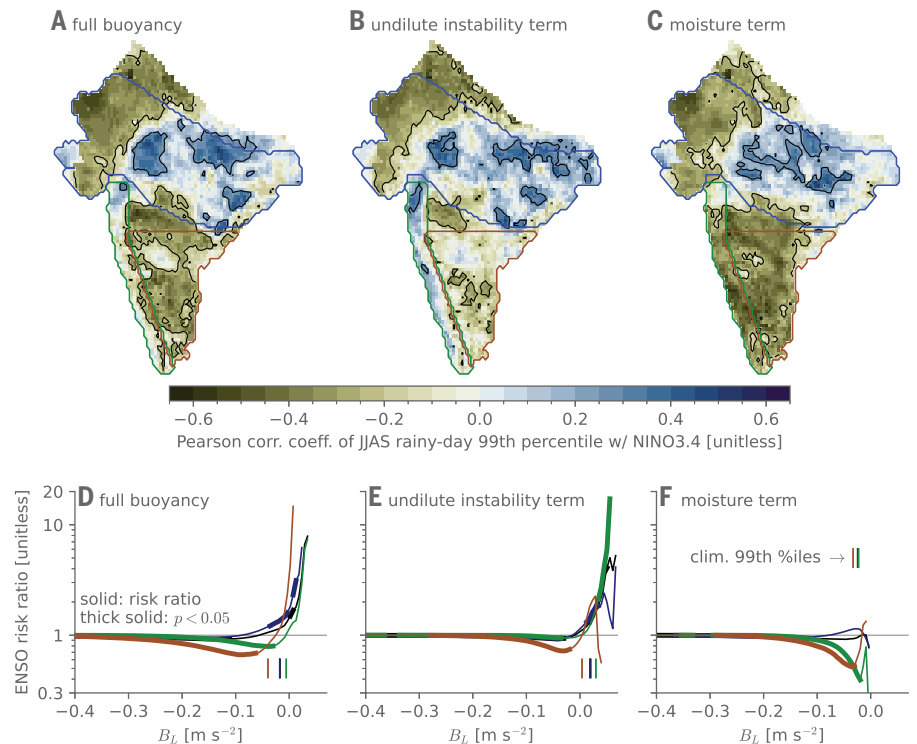 A full buoyancy
B undilute instability term
C moisture term
−0.6 −0.4 −0.2 0.0 0.2 0.4 0.6
Pearson corr. coeff. of JJAS rainy-day 99th percentile w/ NINO3.4 [unitless]
D full buoyancy
E undilute instability term
F moisture term
ENSO risk ratio [unitless]
20
10
1
0.3
clim. 99th %iles →
solid: risk ratio
thick solid: p < 0.05
−0.4 −0.3 −0.2 −0.1 0.0
−0.4 −0.3 −0.2 −0.1 0.0
−0.4 −0.3 −0.2 −0.1 0.0
B_L [m s⁻²]
B_L [m s⁻²]
B_L [m s⁻²]